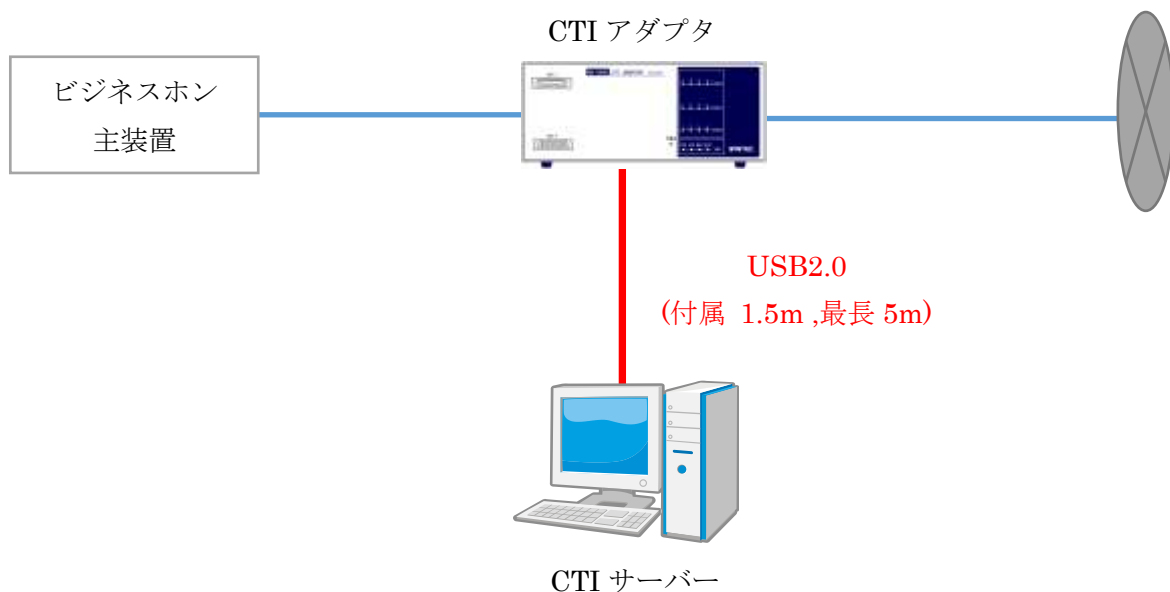 CTI アダプタ
ビジネスホン
主装置
USB2.0
(付属 1.5m ,最長 5m)
CTI サーバー